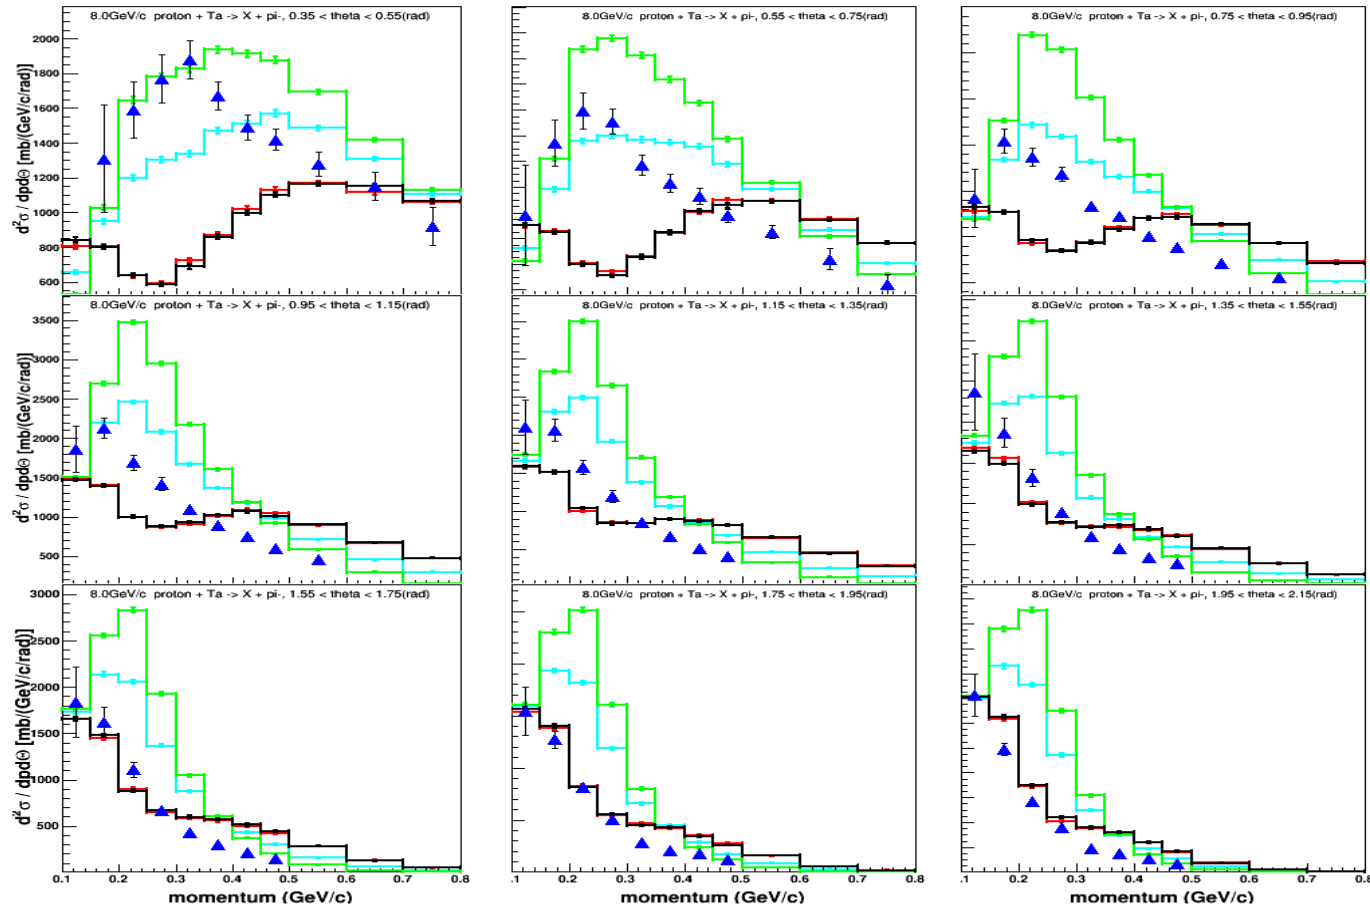 8.0GeV/c proton + Ta -> X + pi-, 0.35 < theta < 0.55(rad)
8.0GeV/c proton + Ta -> X + pi-, 0.55 < theta < 0.75(rad)
8.0GeV/c proton + Ta -> X + pi-, 0.75 < theta < 0.95(rad)
d²σ / dpdΘ [mb/(GeV/c/rad)]
2000
1800
1600
1400
1200
1000
800
600
8.0GeV/c proton + Ta -> X + pi-, 0.95 < theta < 1.15(rad)
8.0GeV/c proton + Ta -> X + pi-, 1.15 < theta < 1.35(rad)
8.0GeV/c proton + Ta -> X + pi-, 1.35 < theta < 1.55(rad)
d²σ / dpdΘ [mb/(GeV/c/rad)]
3500
3000
2500
2000
1500
1000
500
8.0GeV/c proton + Ta -> X + pi-, 1.55 < theta < 1.75(rad)
8.0GeV/c proton + Ta -> X + pi-, 1.75 < theta < 1.95(rad)
8.0GeV/c proton + Ta -> X + pi-, 1.95 < theta < 2.15(rad)
d²σ / dpdΘ [mb/(GeV/c/rad)]
3000
2500
2000
1500
1000
500
0.1 0.2 0.3 0.4 0.5 0.6 0.7 0.8
.1 0.2 0.3 0.4 0.5 0.6 0.7 0.8
.1 0.2 0.3 0.4 0.5 0.6 0.7 0.8
momentum (GeV/c)
momentum (GeV/c)
momentum (GeV/c)